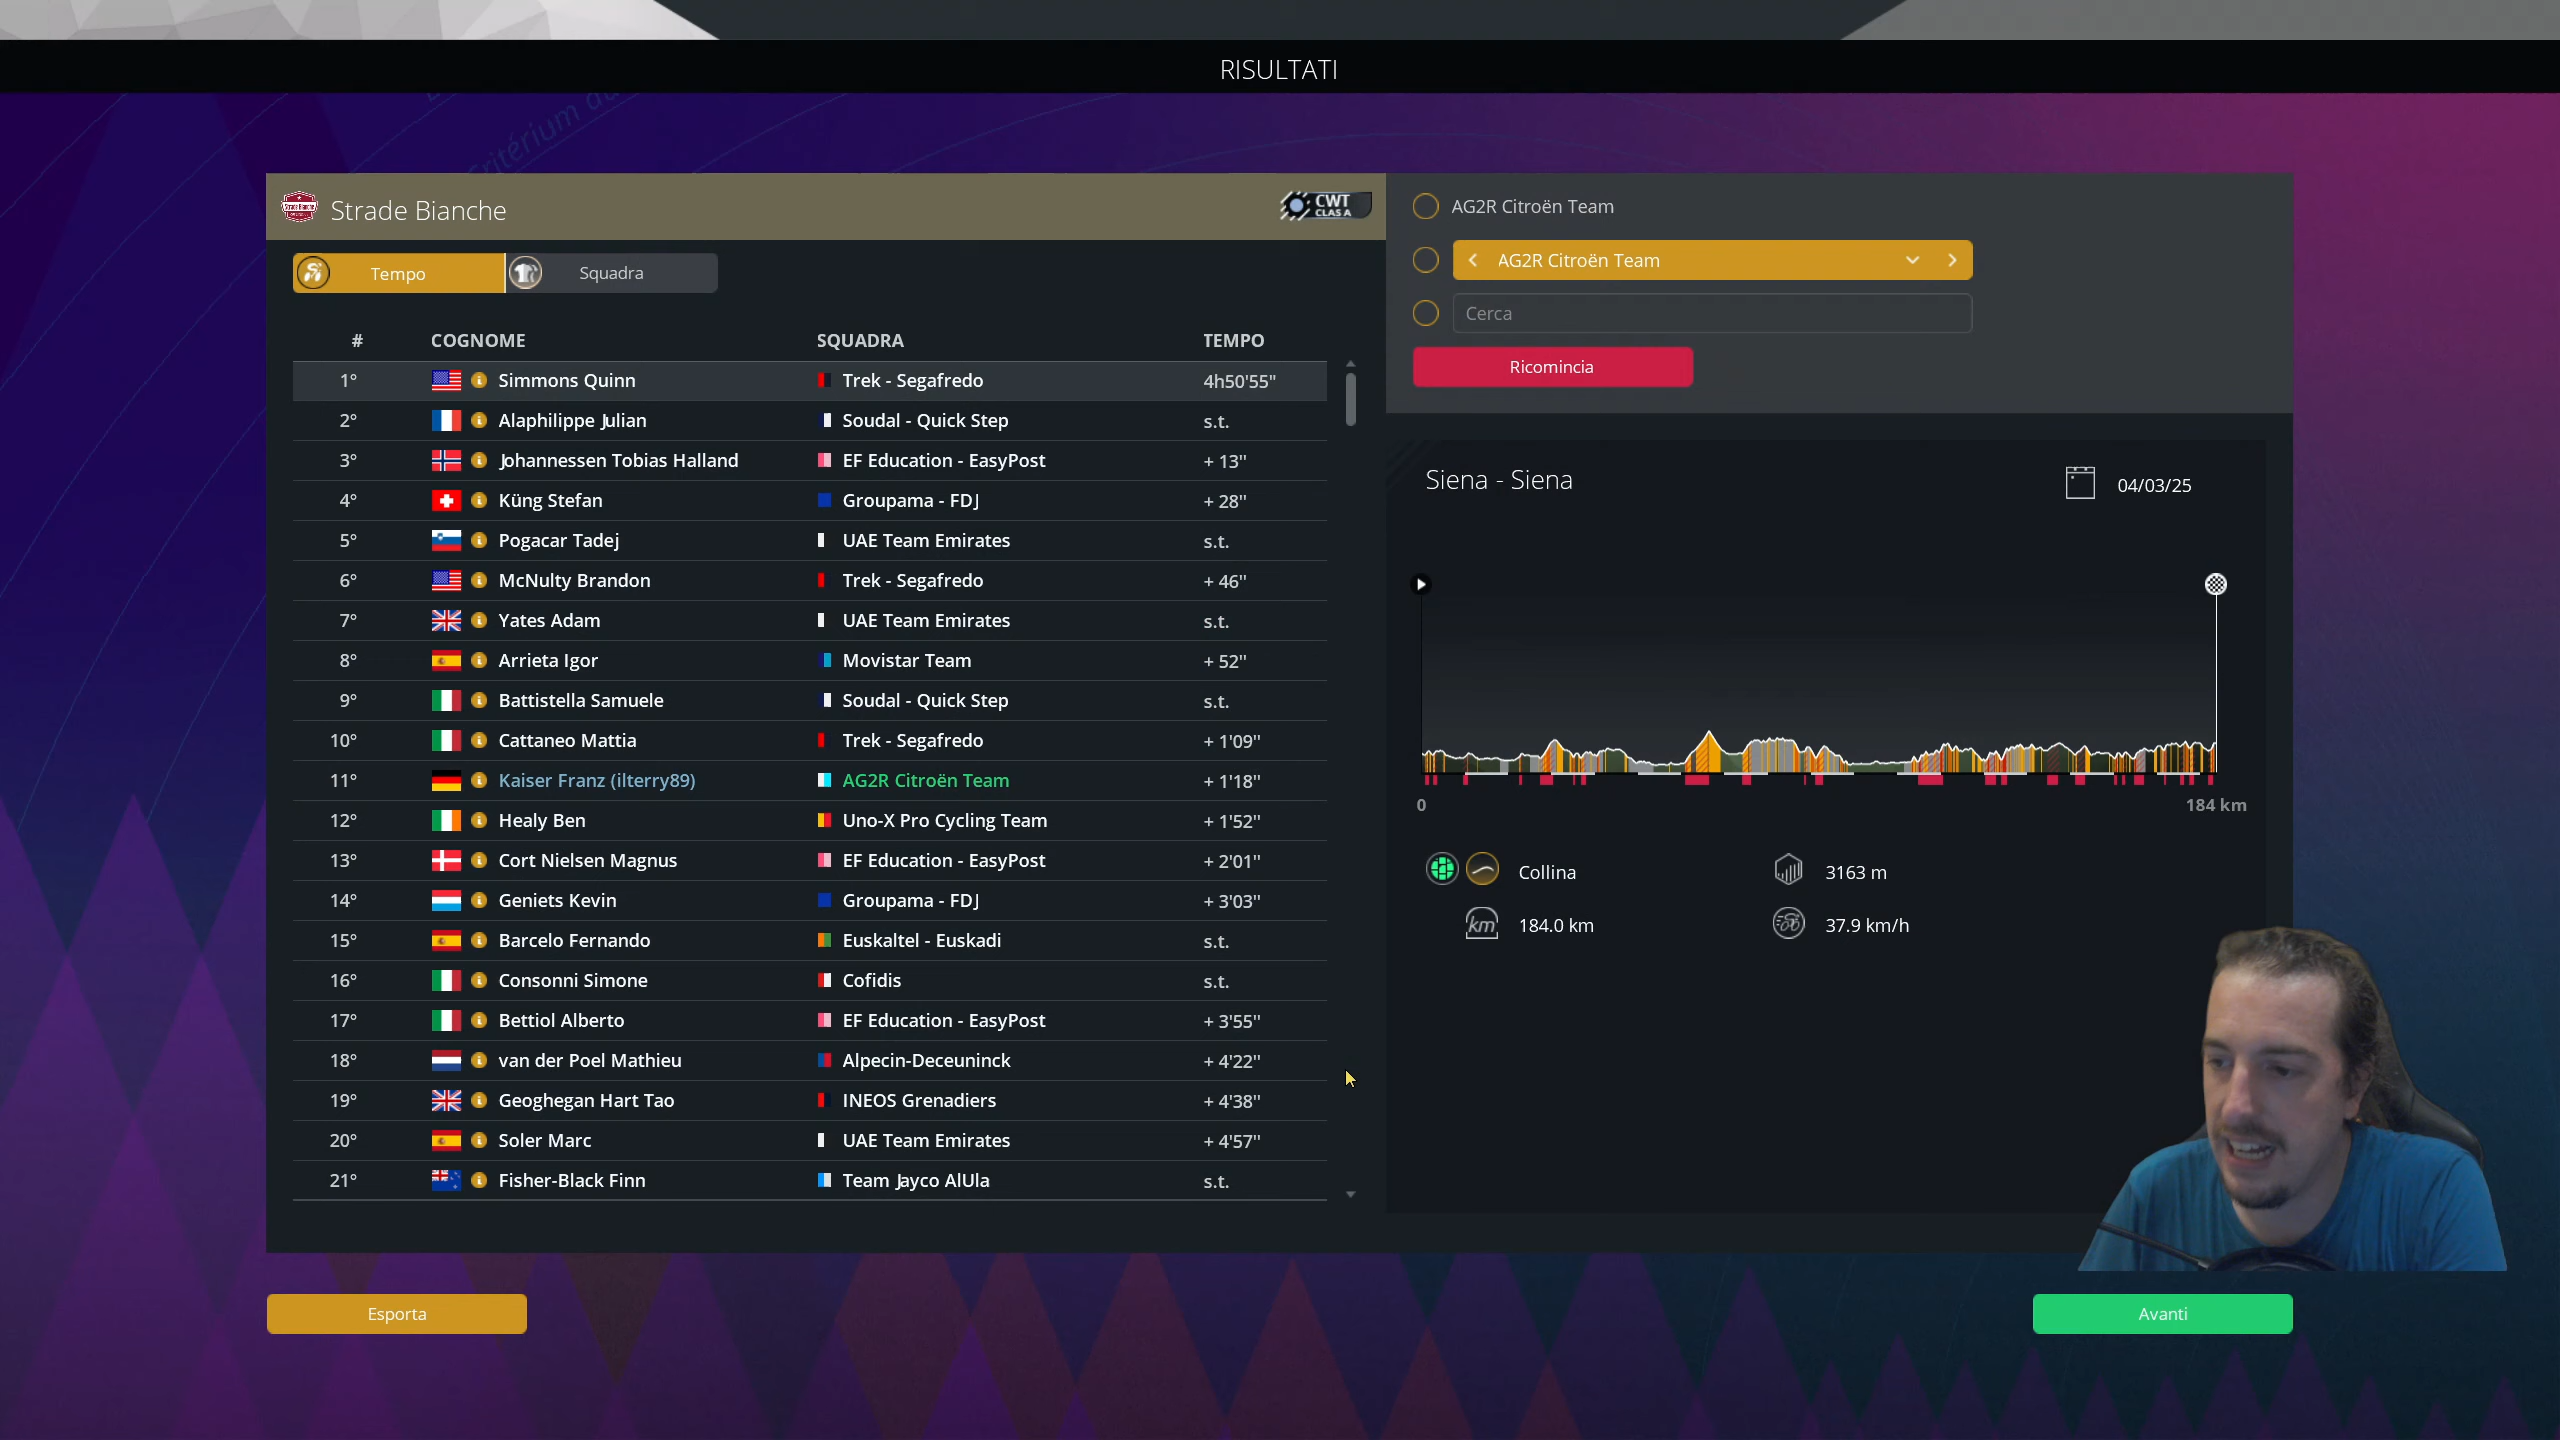 RISULTATI
Critérium du
Strade Bianche
CWT
CLAS A
Tempo
Squadra
# COGNOME SQUADRA TEMPO
1° Simmons Quinn Trek - Segafredo 4h50'55"
2° Alaphilippe Julian Soudal - Quick Step s.t.
3° Johannessen Tobias Halland EF Education - EasyPost + 13"
4° Küng Stefan Groupama - FDJ + 28"
5° Pogacar Tadej UAE Team Emirates s.t.
6° McNulty Brandon Trek - Segafredo + 46"
7° Yates Adam UAE Team Emirates s.t.
8° Arrieta Igor Movistar Team + 52"
9° Battistella Samuele Soudal - Quick Step s.t.
10° Cattaneo Mattia Trek - Segafredo + 1'09"
11° Kaiser Franz (ilterry89) AG2R Citroën Team + 1'18"
12° Healy Ben Uno-X Pro Cycling Team + 1'52"
13° Cort Nielsen Magnus EF Education - EasyPost + 2'01"
14° Geniets Kevin Groupama - FDJ + 3'03"
15° Barcelo Fernando Euskaltel - Euskadi s.t.
16° Consonni Simone Cofidis s.t.
17° Bettiol Alberto EF Education - EasyPost + 3'55"
18° van der Poel Mathieu Alpecin-Deceuninck + 4'22"
19° Geoghegan Hart Tao INEOS Grenadiers + 4'38"
20° Soler Marc UAE Team Emirates + 4'57"
21° Fisher-Black Finn Team Jayco AlUla s.t.
AG2R Citroën Team
AG2R Citroën Team
Cerca
Ricomincia
Siena - Siena
04/03/25
0
184 km
Collina
3163 m
km
184.0 km
37.9 km/h
Esporta
Avanti